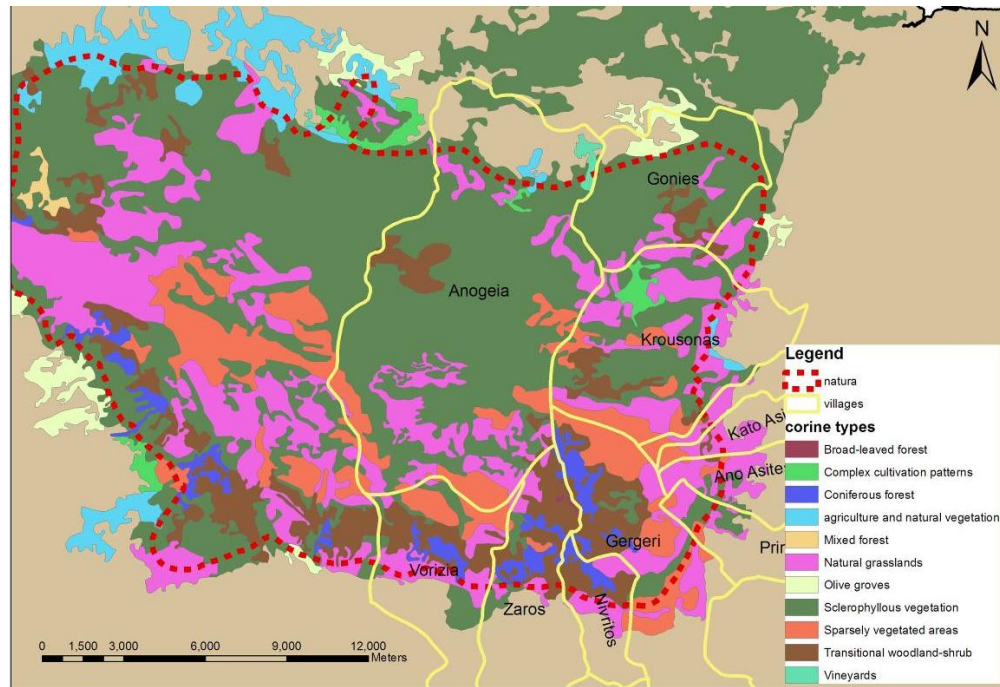 N
Gonies
Anogeia
Krousonas
Kato Asi
Ano Asites
Prin
Gergeri
Vorizia
Zaros
Nivritos
0 1,500 3,000 6,000 9,000 12,000
Meters
Legend
natura
villages
corine types
Broad-leaved forest
Complex cultivation patterns
Coniferous forest
agriculture and natural vegetation
Mixed forest
Natural grasslands
Olive groves
Sclerophyllous vegetation
Sparsely vegetated areas
Transitional woodland-shrub
Vineyards